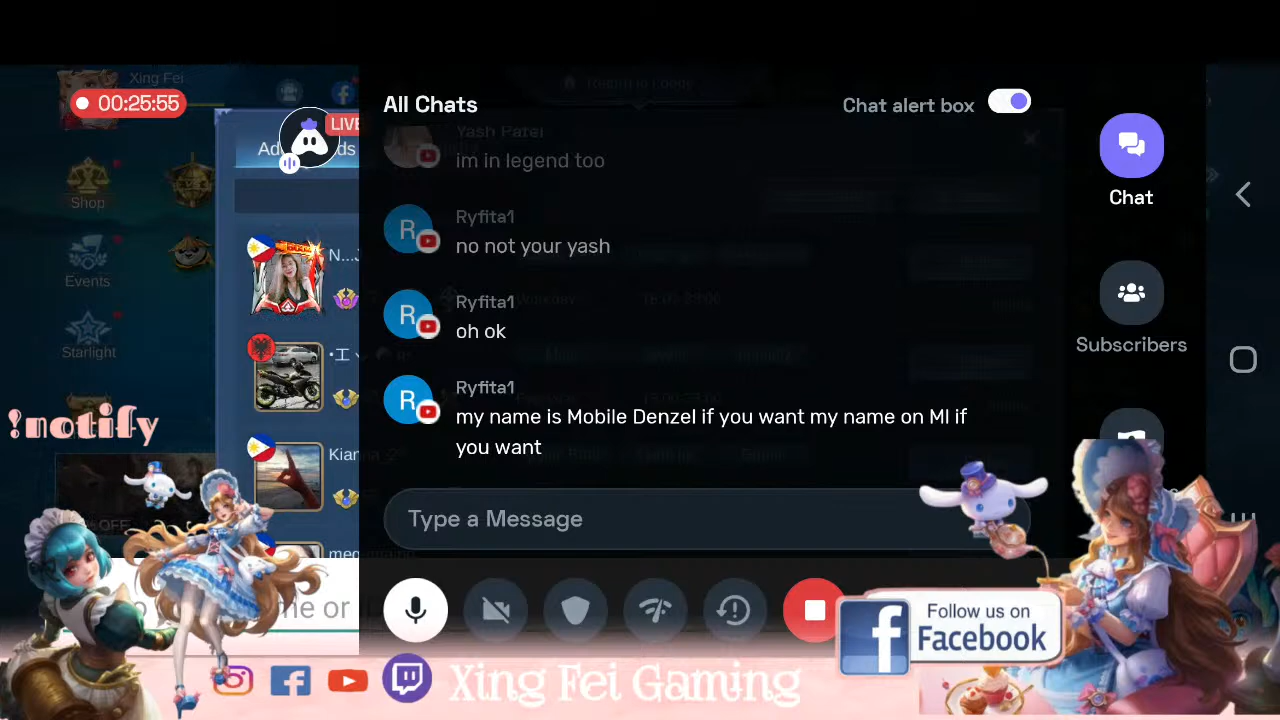 Xing Fei
00:25:55
LIVE
All Chats
Chat alert box
Yash Patel
im in legend too
Chat
Shop
Ryfita1
no not your yash
Events
Ryfita1
oh ok
Subscribers
Starlight
Ryfita1
my name is Mobile Denzel if you want my name on Ml if
you want
!notify
Type a Message
Follow us on
Facebook
Xing Fei Gaming